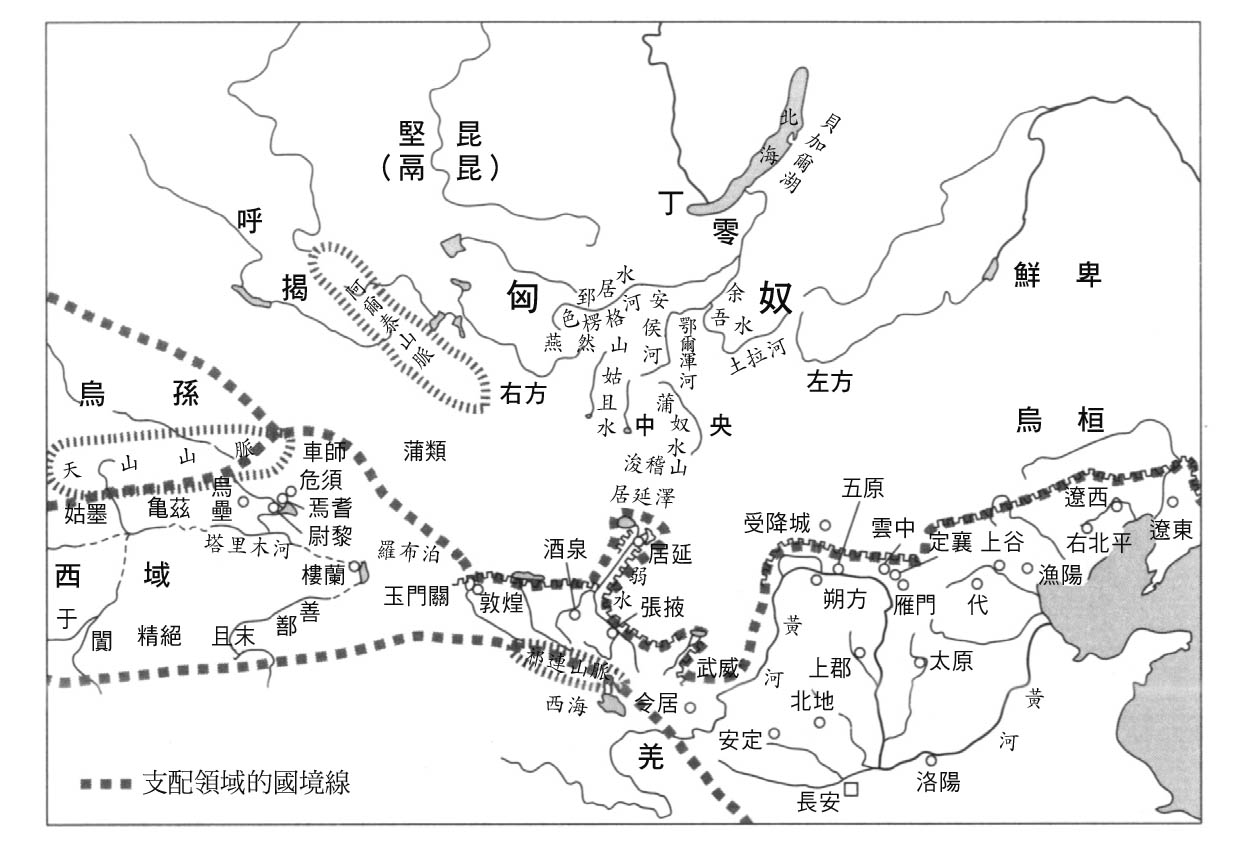 堅昆
(鬲昆)
北海
貝加爾湖
丁零
呼揭
阿爾泰山脈
匈奴
鮮卑
郅居水
色楞格河
燕然山
安侯河
姑且水
鄂爾渾河
余吾水
土拉河
蒲奴水
浚稽山
右方
中央
左方
烏孫
烏桓
天山山脈
車師
蒲類
危須
烏壘
焉耆
尉黎
姑墨
亀茲
塔里木河
羅布泊
樓蘭
西域
于闐
精絕
且末
鄯善
玉門關
敦煌
酒泉
居延澤
居延
弱水
張掖
祁連山脈
西海
武威
令居
羌
受降城
五原
雲中
定襄
上谷
遼西
右北平
遼東
漁陽
朔方
雁門
代
黃河
上郡
太原
北地
安定
長安
洛陽
黃河
支配領域的國境線